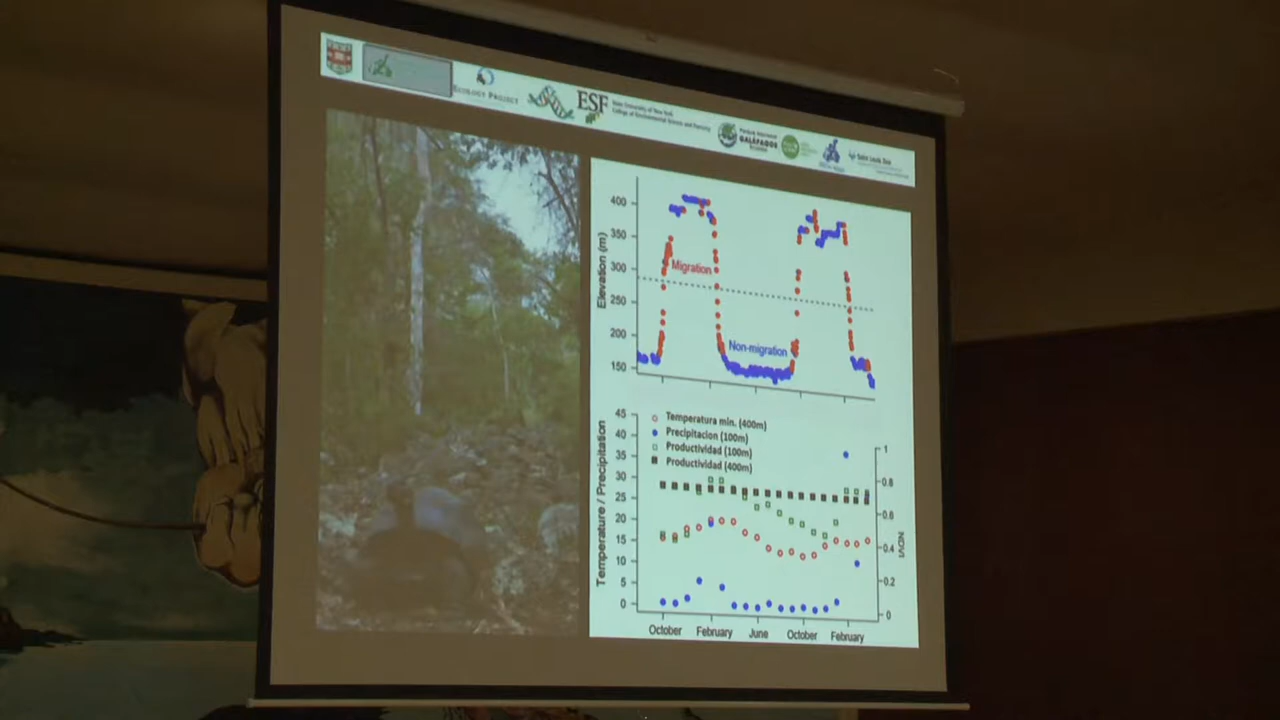 ECOLOGY PROJECT
ESF
State University of New York
College of Environmental Science and Forestry
GALÁPAGOS
Saint Louis Zoo
Elevation (m)
400
350
300
250
200
150
Migration
Non-migration
Temperature / Precipitation
45
40
35
30
25
20
15
10
5
0
Temperatura min. (400m)
Precipitacion (100m)
Productividad (100m)
Productividad (400m)
1
0.8
0.6
0.4
0.2
0
NDVI
October February June October February